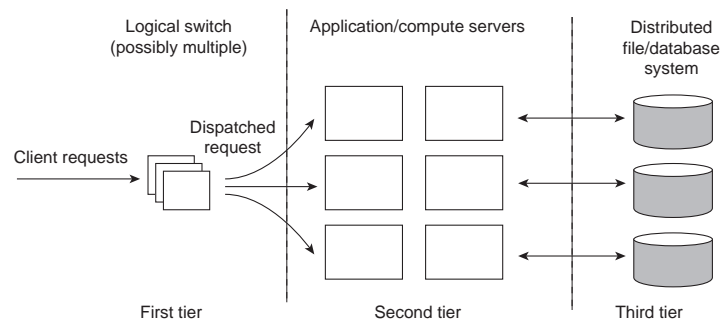 Logical switch
(possibly multiple)
Application/compute servers
Distributed
file/database
system
Dispatched
request
Client requests
First tier
Second tier
Third tier